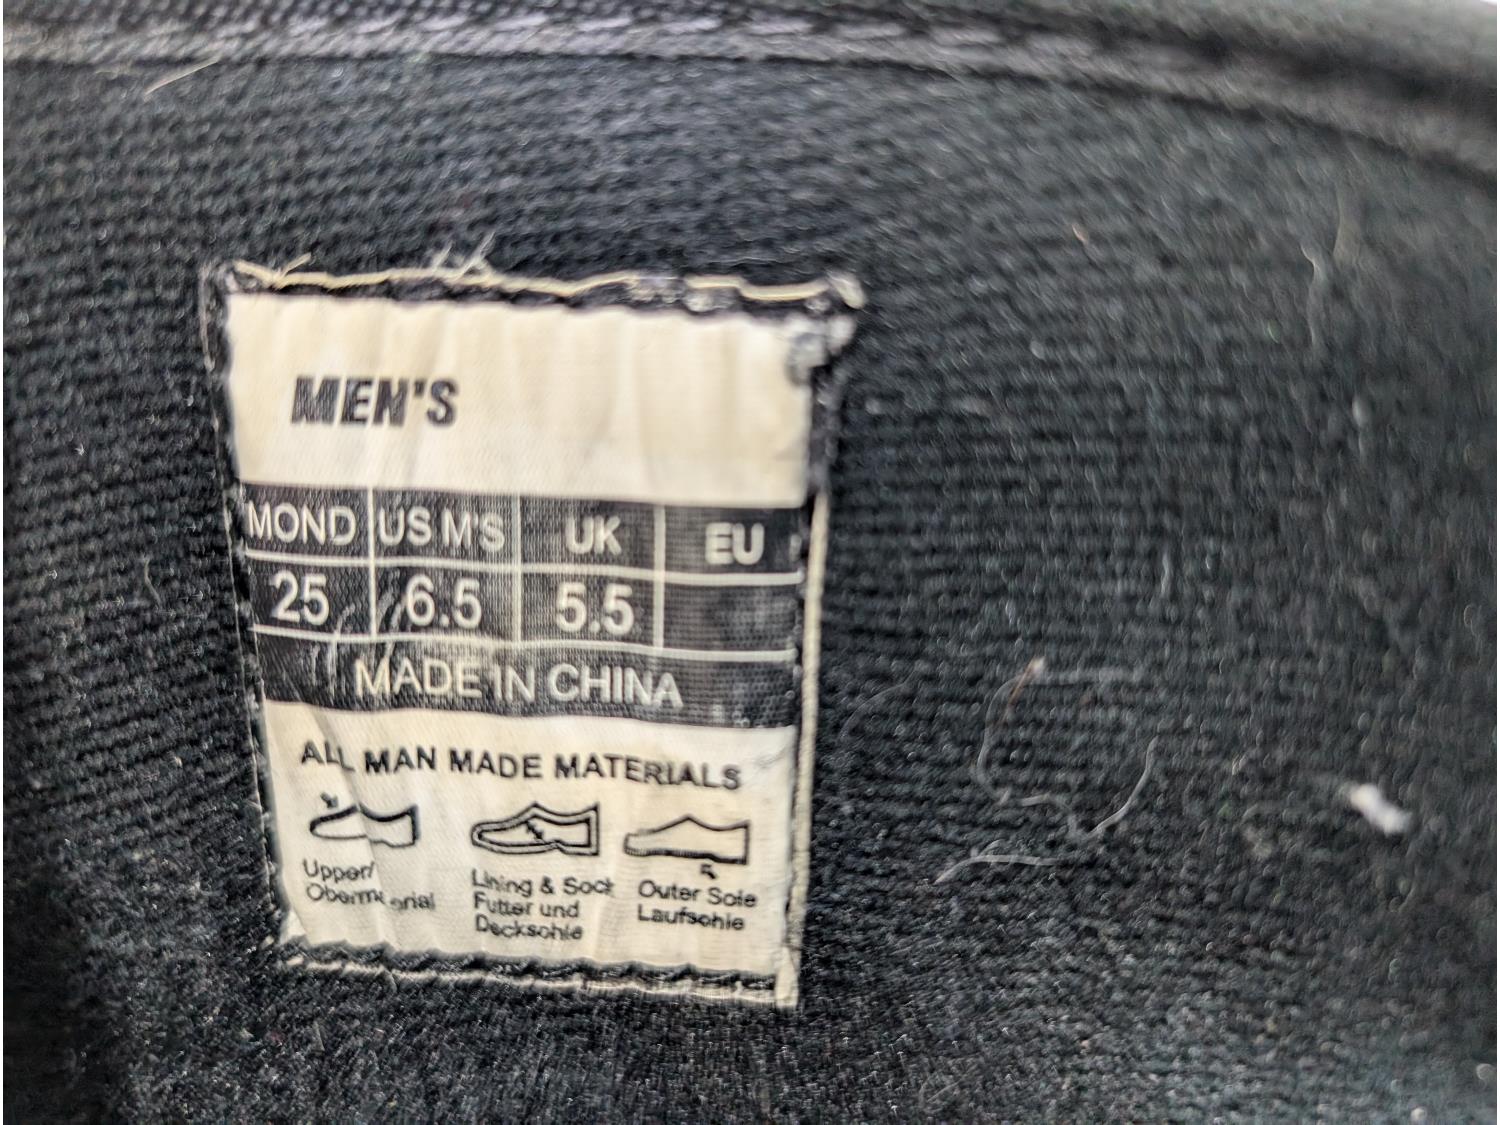 MEN'S
MOND US M'S UK EU
25 6.5 5.5
MADE IN CHINA
ALL MAN MADE MATERIALS
Upper/
Lining & Sock
Outer Sole
Futter und
Laufsohle
Decksohle